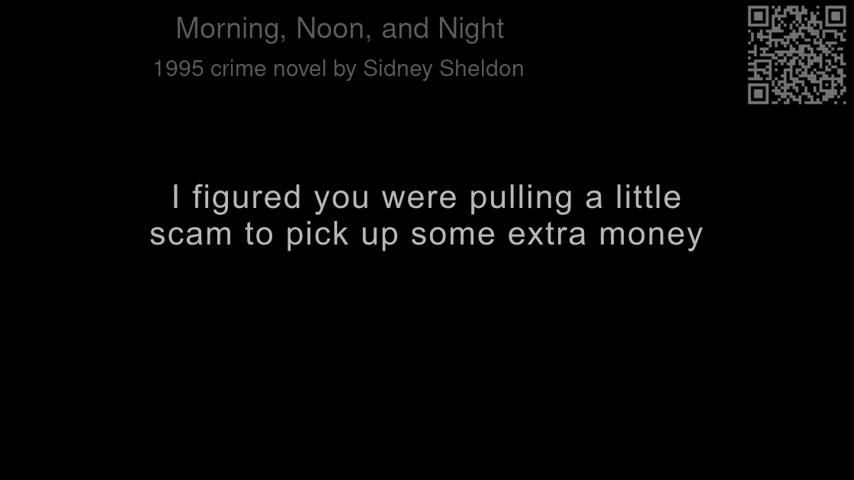 Morning, Noon, and Night
1995 crime novel by Sidney Sheldon
I figured you were pulling a little
scam to pick up some extra money